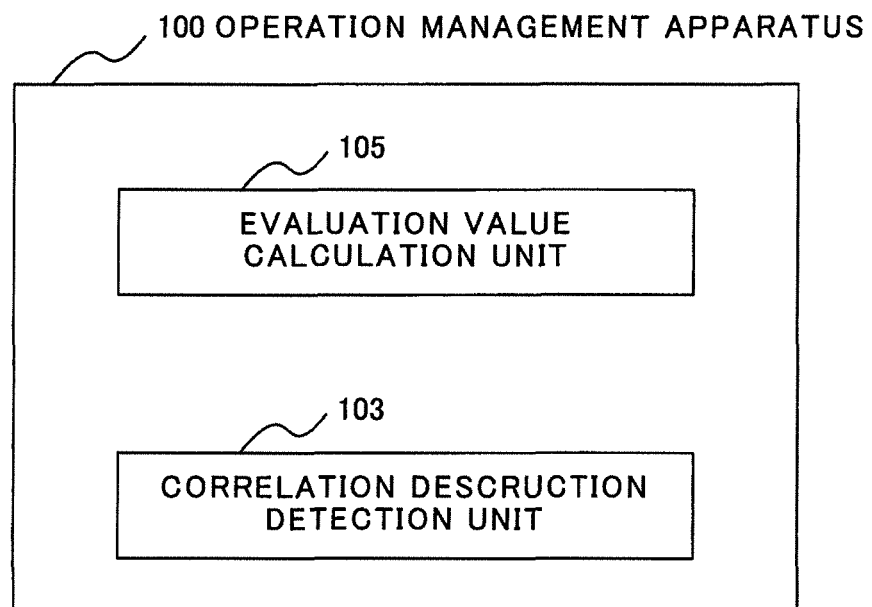 100 OPERATION MANAGEMENT APPARATUS
105
EVALUATION VALUE
CALCULATION UNIT
103
CORRELATION DESCRUCTION
DETECTION UNIT